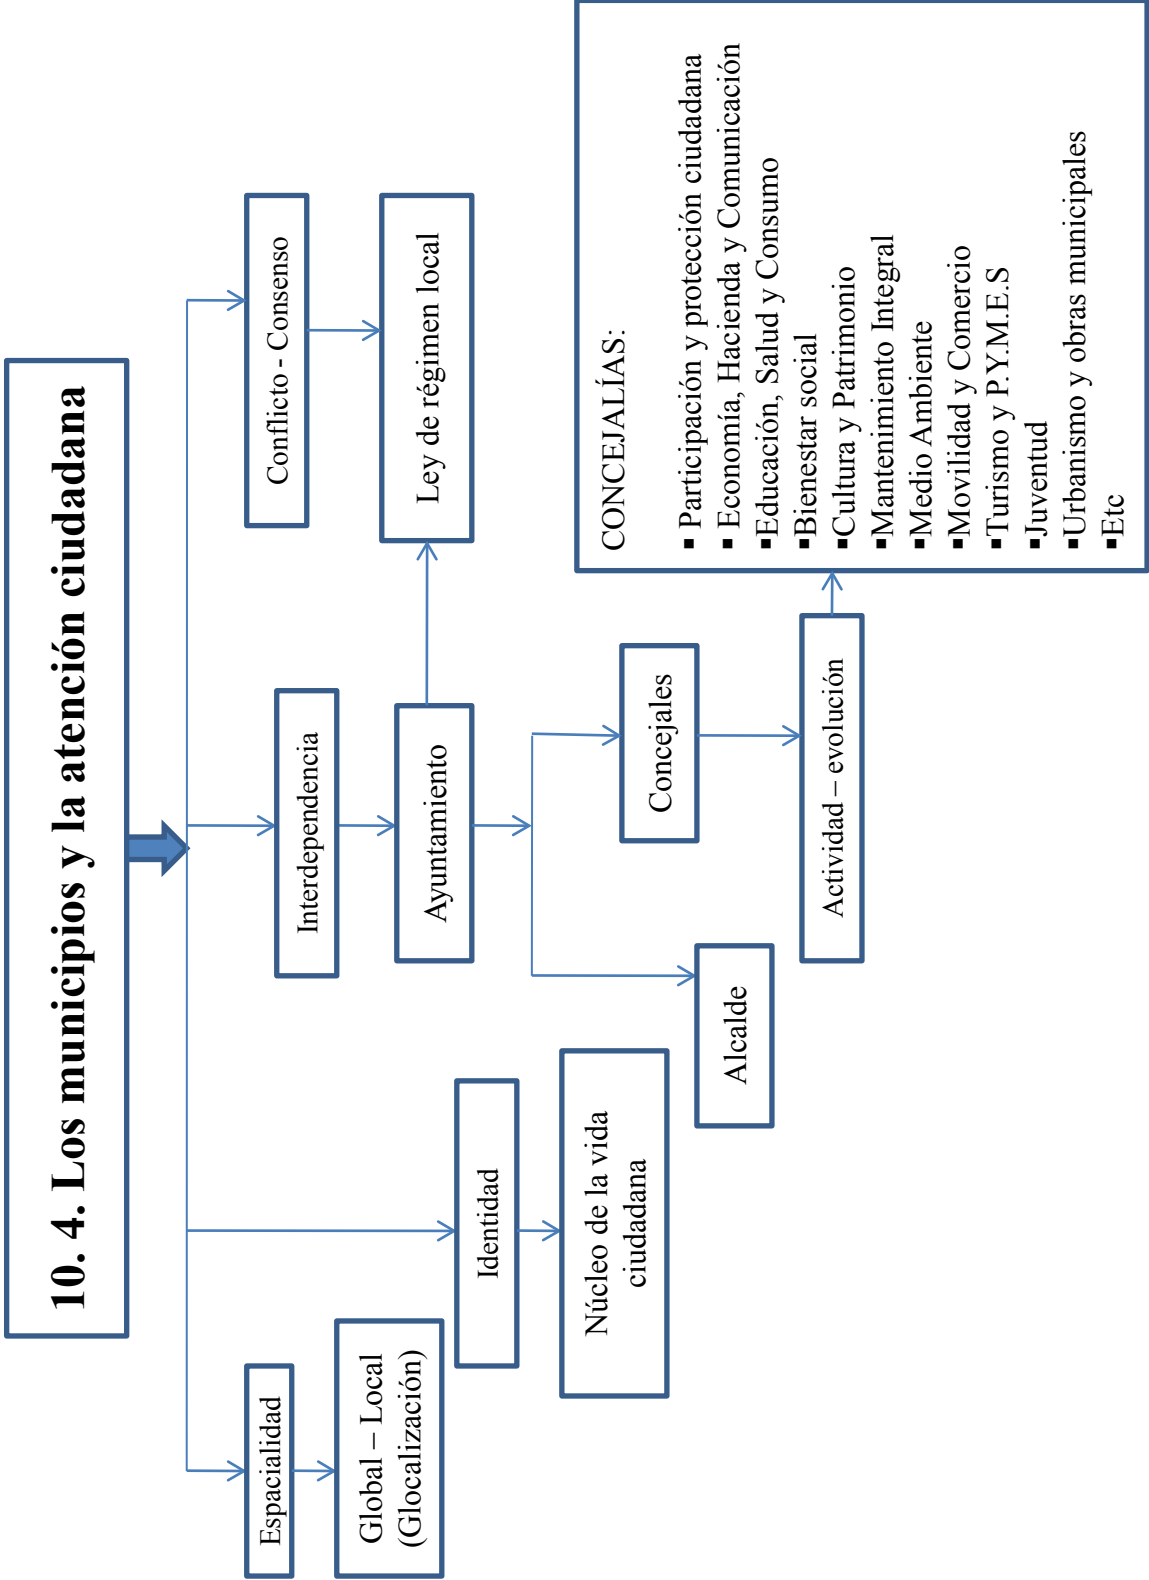 10. 4. Los municipios y la atención ciudadana
Espacialidad
Global – Local
(Glocalización)
Identidad
Núcleo de la vida
ciudadana
Interdependencia
Ayuntamiento
Alcalde
Concejales
Actividad – evolución
Conflicto - Consenso
Ley de régimen local
CONCEJALÍAS:
▪ Participación y protección ciudadana
▪ Economía, Hacienda y Comunicación
▪Educación, Salud y Consumo
▪Bienestar social
▪Cultura y Patrimonio
▪Mantenimiento Integral
▪Medio Ambiente
▪Movilidad y Comercio
▪Turismo y P.Y.M.E.S
▪Juventud
▪Urbanismo y obras municipales
▪Etc